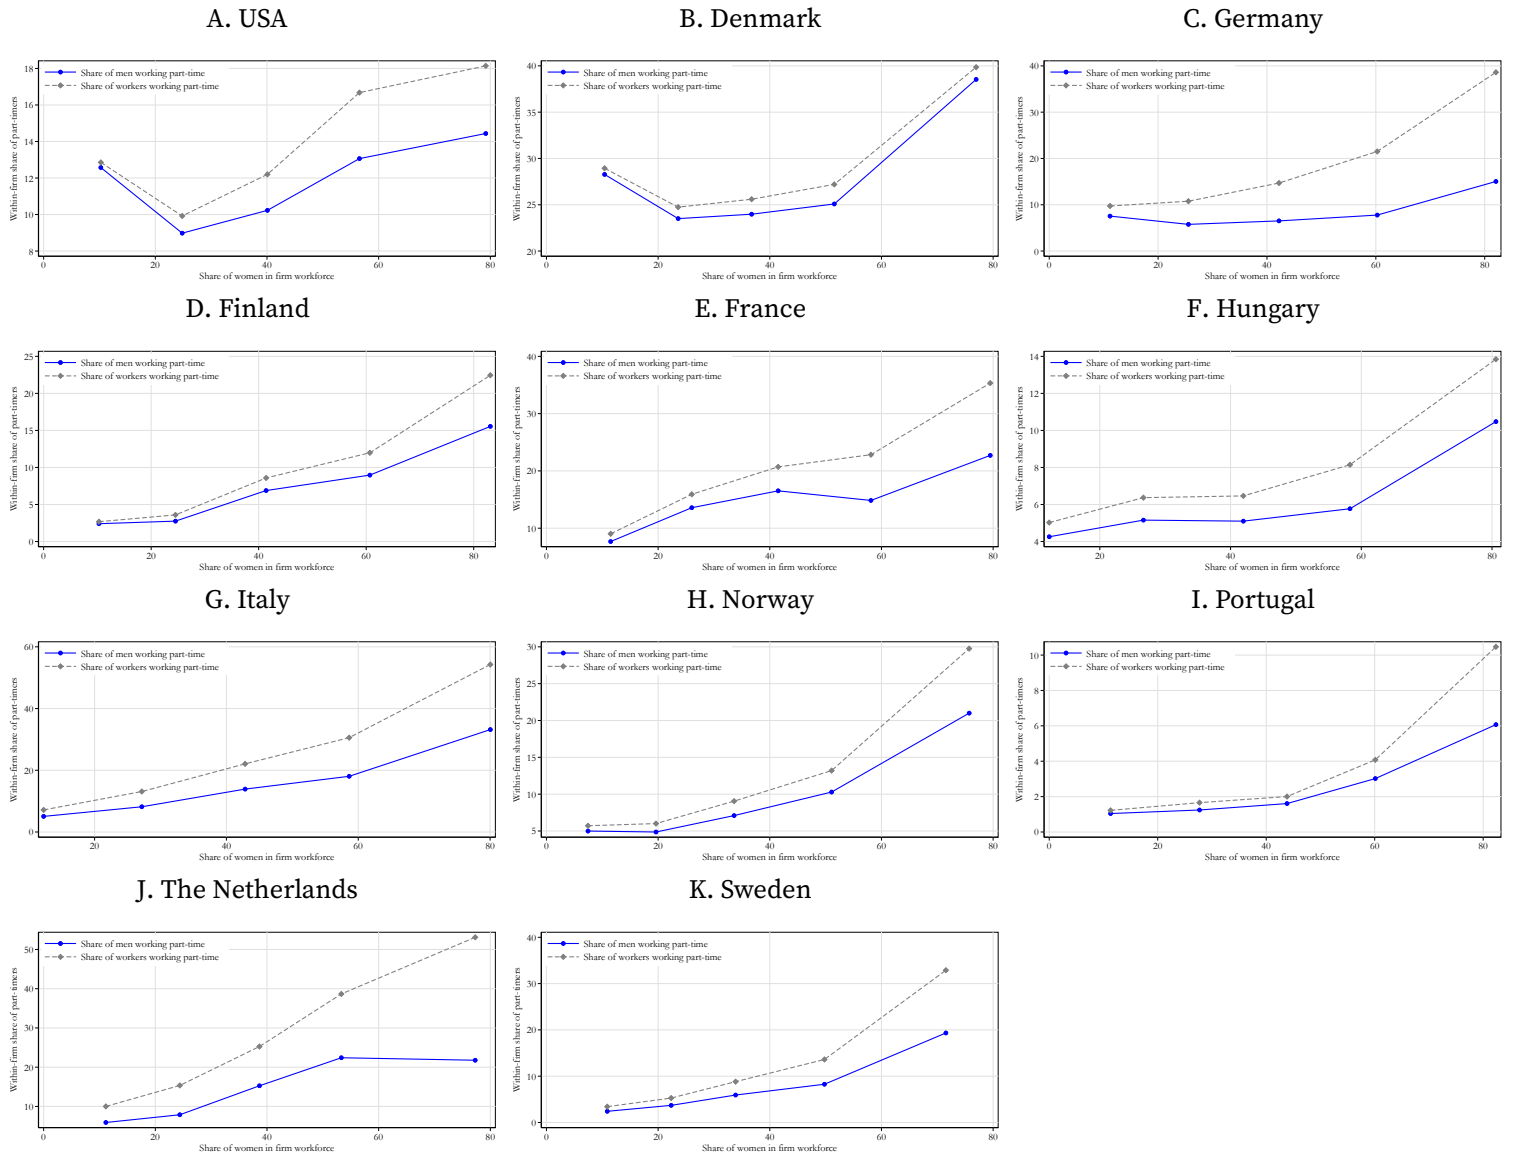 A. USA
Share of men working part-time
Share of workers working part-time
Within-firm share of part-timers
18
16
14
12
10
8
0 20 40 60 80
Share of women in firm workforce
B. Denmark
Share of men working part-time
Share of workers working part-time
Within-firm share of part-timers
40
35
30
25
20
0 20 40 60 80
Share of women in firm workforce
C. Germany
Share of men working part-time
Share of workers working part-time
Within-firm share of part-timers
40
30
20
10
0
0 20 40 60 80
Share of women in firm workforce
D. Finland
Share of men working part-time
Share of workers working part-time
Within-firm share of part-timers
25
20
15
10
5
0
0 20 40 60 80
Share of women in firm workforce
E. France
Share of men working part-time
Share of workers working part-time
Within-firm share of part-timers
40
30
20
10
0 20 40 60 80
Share of women in firm workforce
F. Hungary
Share of men working part-time
Share of workers working part-time
Within-firm share of part-timers
14
12
10
8
6
4
20 40 60 80
Share of women in firm workforce
G. Italy
Share of men working part-time
Share of workers working part-time
Within-firm share of part-timers
60
40
20
0
20 40 60 80
Share of women in firm workforce
H. Norway
Share of men working part-time
Share of workers working part-time
Within-firm share of part-timers
30
25
20
15
10
5
0 20 40 60 80
Share of women in firm workforce
I. Portugal
Share of men working part-time
Share of workers working part-time
Within-firm share of part-timers
10
8
6
4
2
0
0 20 40 60 80
Share of women in firm workforce
J. The Netherlands
Share of men working part-time
Share of workers working part-time
Within-firm share of part-timers
50
40
30
20
10
0 20 40 60 80
Share of women in firm workforce
K. Sweden
Share of men working part-time
Share of workers working part-time
Within-firm share of part-timers
40
30
20
10
0
0 20 40 60 80
Share of women in firm workforce